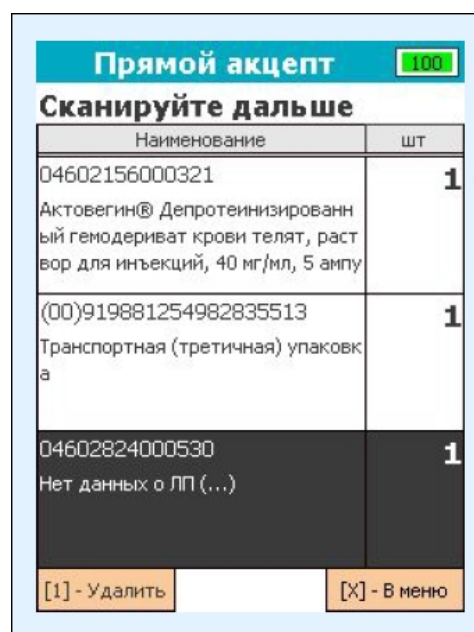 Прямой акцепт 100
Сканируйте дальше
Наименование шт
04602156000321 1
Актовегин® Депротеинизированн
ый гемодериват крови телят, раст
вор для инъекций, 40 мг/мл, 5 ампу
(00)919881254982835513 1
Транспортная (третичная) упаковк
а
04602824000530 1
Нет данных о ЛП (...)
[1] - Удалить [X] - В меню